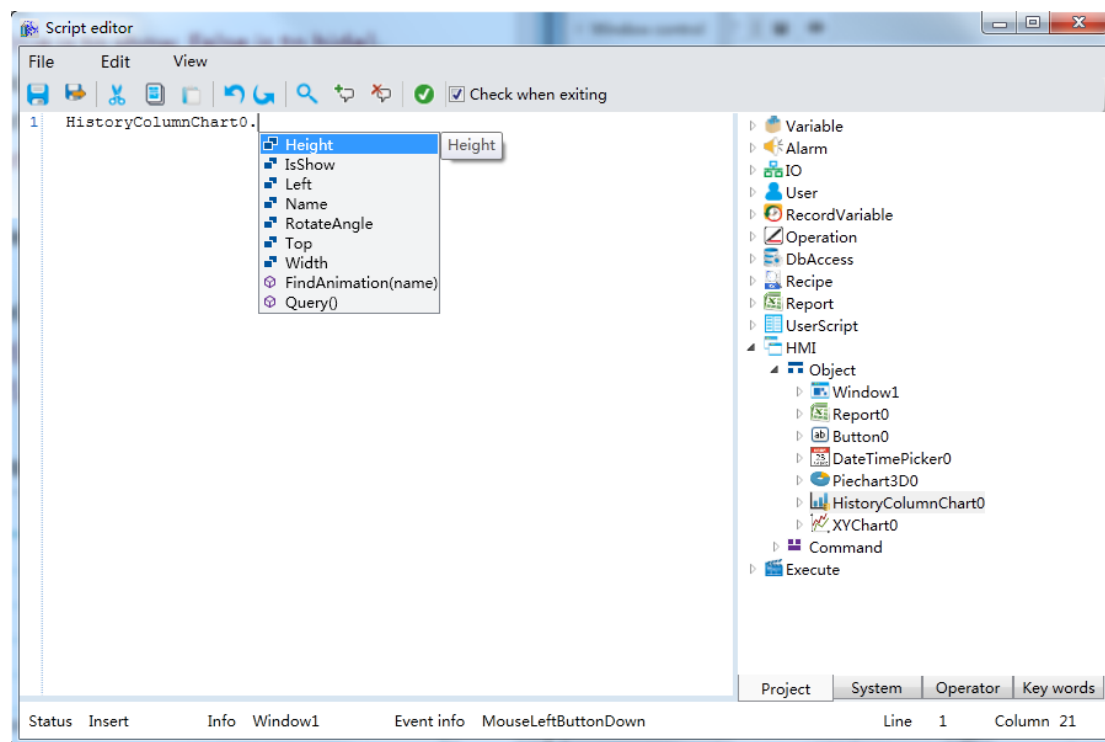 Script editor
File Edit View
Check when exiting
1 HistoryColumnChart0.
Height
Height
IsShow
Left
Name
RotateAngle
Top
Width
FindAnimation(name)
Query()
Variable
Alarm
IO
User
RecordVariable
Operation
DbAccess
Recipe
Report
UserScript
HMI
Object
Window1
Report0
Button0
DateTimePicker0
Piechart3D0
HistoryColumnChart0
XYChart0
Command
Execute
Project System Operator Key words
Status Insert Info Window1 Event info MouseLeftButtonDown Line 1 Column 21